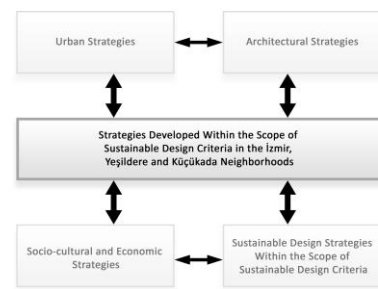 Urban Strategies
Architectural Strategies
Strategies Developed Within the Scope of
Sustainable Design Criteria in the İzmir,
Yeşildere and Küçükada Neighborhoods
Socio-cultural and Economic
Strategies
Sustainable Design Strategies
Within the Scope of
Sustainable Design Criteria